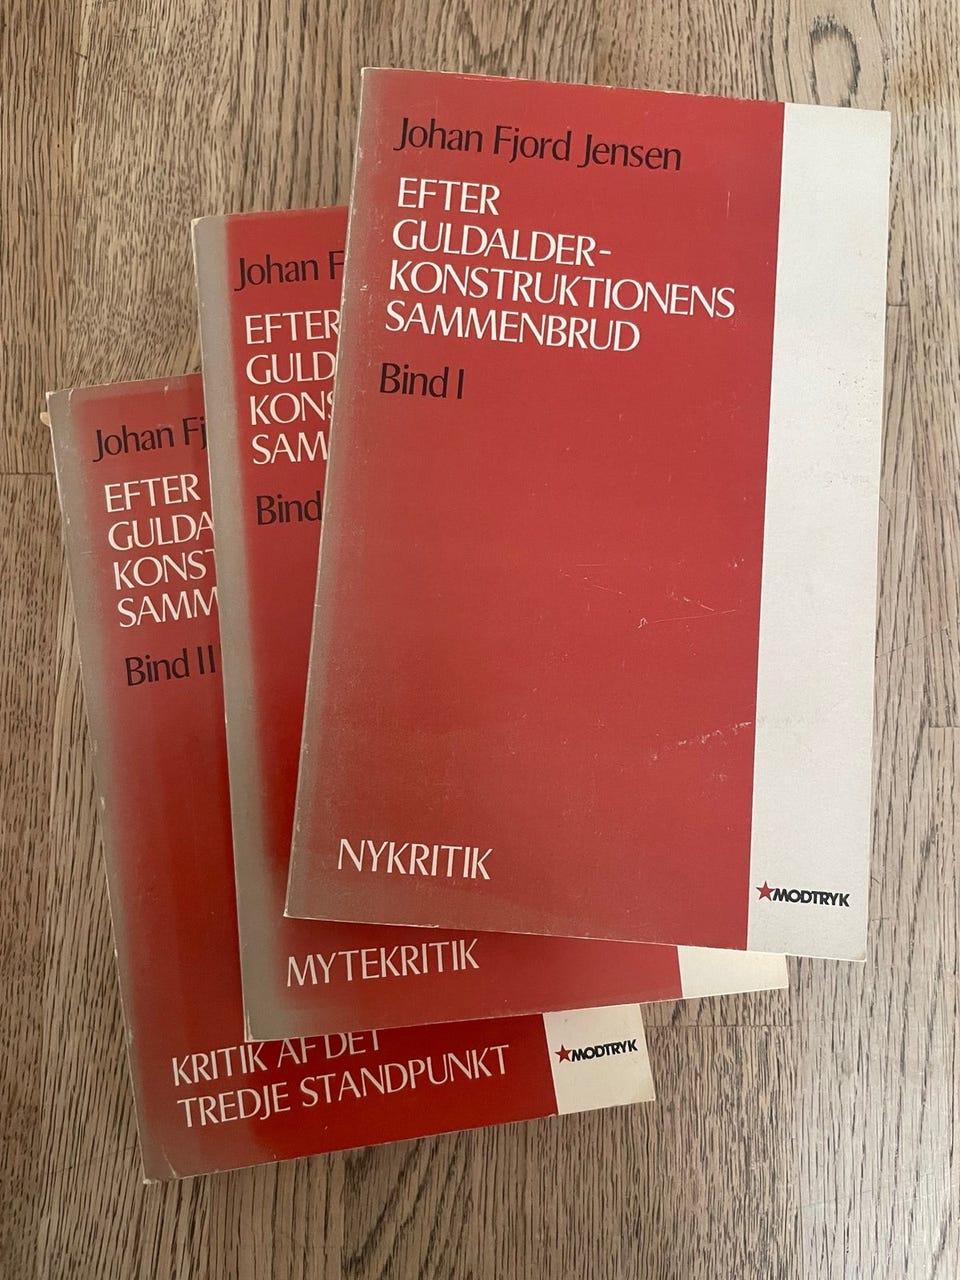 Johan Fjord Jensen
EFTER
GULDALDER-
KONSTRUKTIONENS
SAMMENBRUD
Bind I
NYKRITIK
MODTRYK
Johan F
EFTER
GULD
KONS
SAM
Bind
MYTEKRITIK
Johan Fj
EFTER
GULDA
KONST
SAMM
Bind II
KRITIK AF DET
TREDJE STANDPUNKT
MODTRYK